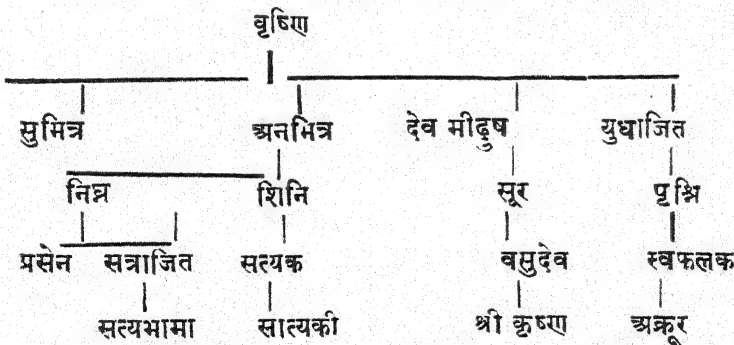 वृष्णि
सुमित्र अनमित्र देव मीढुष युधाजित
निघ्न शिनि सूर पृश्नि
प्रसेन सत्राजित सत्यक वसुदेव स्वफलक
सत्यभामा सात्यकी श्री कृष्ण अक्रूर